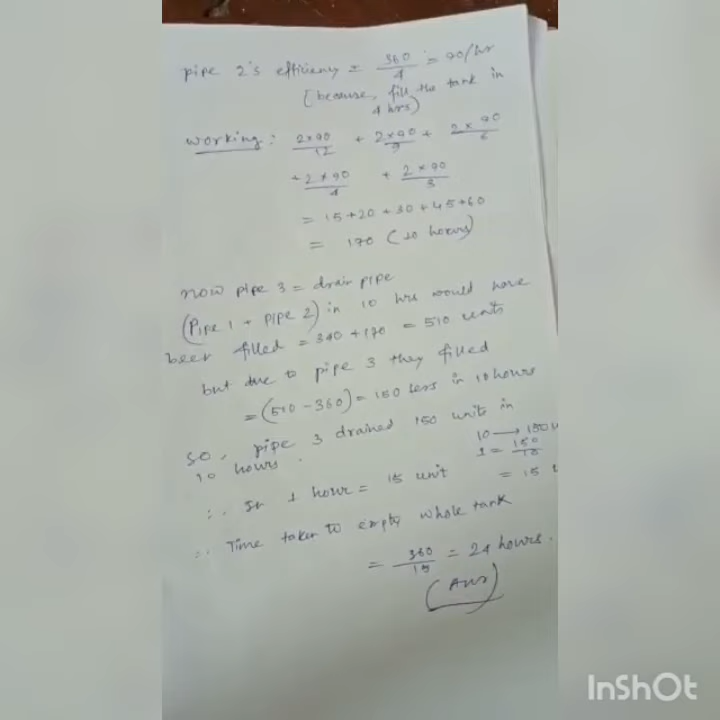 pipe 2's efficiency = 360/4 = 90/hr
(because, fill the tank in
4 hrs)
working: 2×90/12 + 2×90/9 + 2×90/6
+ 2×90/4 + 2×90/3
= 15+20+30+45+60
= 170 (10 hours)
now pipe 3 = drain pipe
(Pipe 1 + pipe 2) in 10 hrs would have
been filled = 340 + 170 = 510 units
but due to pipe 3 they filled
= (510 - 360) = 150 less in 10 hours
so, pipe 3 drained 150 unit in
10 hours.
10 → 150 u
1 = 150/10
= 15 u
∴ In 1 hour = 15 unit
∴ Time taken to empty whole tank
= 360/15 = 24 hours.
(Ans)
InShOt